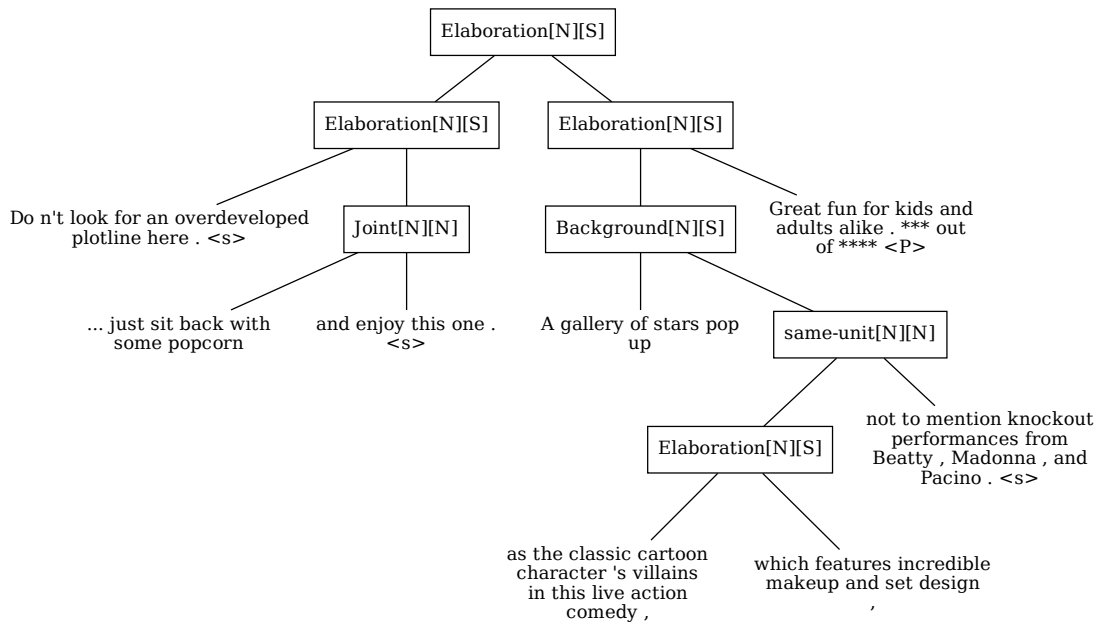 Elaboration[N][S]
Elaboration[N][S]
Elaboration[N][S]
Do n't look for an overdeveloped
plotline here . <s>
Joint[N][N]
Background[N][S]
Great fun for kids and
adults alike . *** out
of **** <P>
... just sit back with
some popcorn
and enjoy this one .
<s>
A gallery of stars pop
up
same-unit[N][N]
Elaboration[N][S]
not to mention knockout
performances from
Beatty , Madonna , and
Pacino . <s>
as the classic cartoon
character 's villains
in this live action
comedy ,
which features incredible
makeup and set design
,